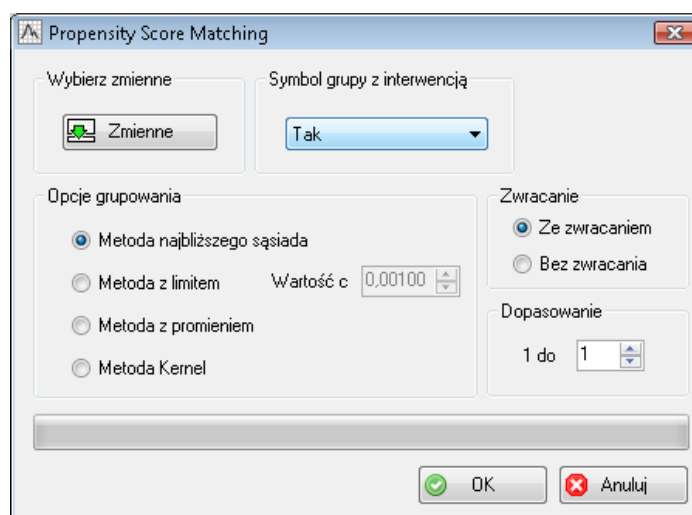 Propensity Score Matching
Wybierz zmienne
Zmienne
Symbol grupy z interwencją
Tak
Opcje grupowania
Metoda najbliższego sąsiada
Metoda z limitem Wartość c 0,00100
Metoda z promieniem
Metoda Kernel
Zwracanie
Ze zwracaniem
Bez zwracania
Dopasowanie
1 do 1
OK
Anuluj